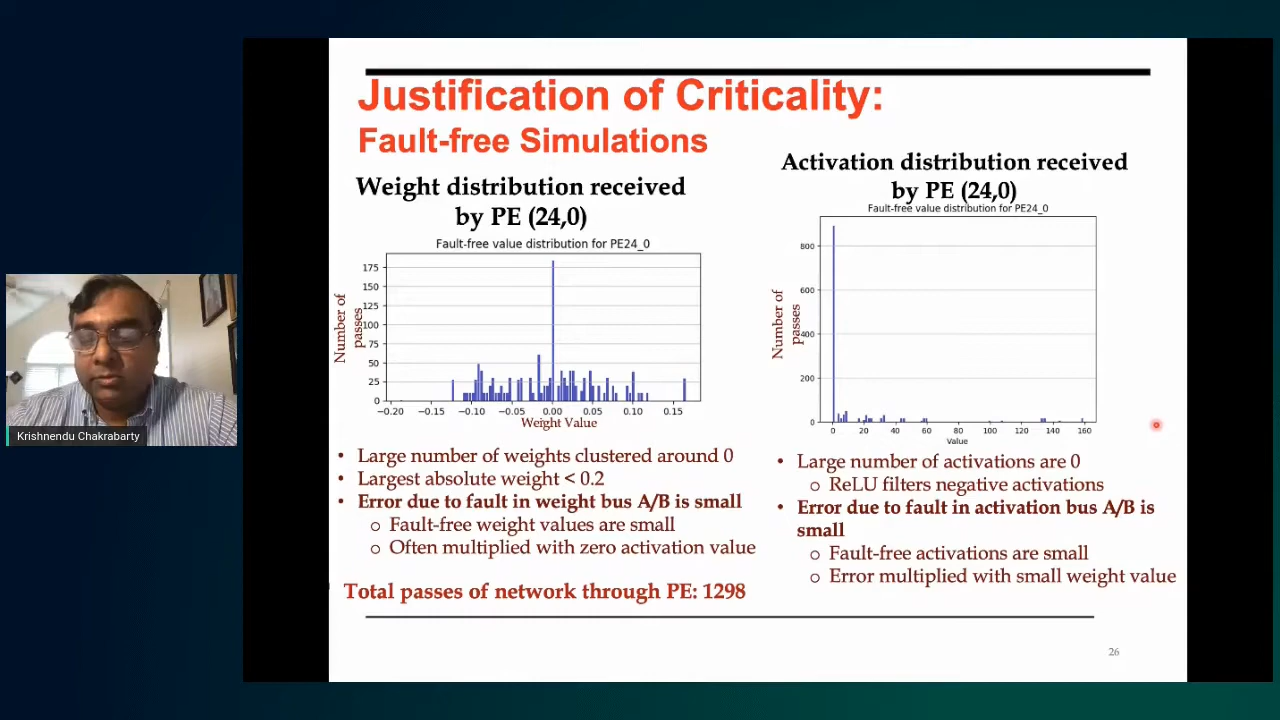 Justification of Criticality:
Fault-free Simulations
Weight distribution received
by PE (24,0)
Fault-free value distribution for PE24_0
Number of
passes
175
150
125
100
75
50
25
0
−0.20 −0.15 −0.10 −0.05 0.00 0.05 0.10 0.15
Weight Value
• Large number of weights clustered around 0
• Largest absolute weight < 0.2
• Error due to fault in weight bus A/B is small
o Fault-free weight values are small
o Often multiplied with zero activation value
Total passes of network through PE: 1298
Activation distribution received
by PE (24,0)
Fault-free value distribution for PE24_0
Number of
passes
800
600
400
200
0
0 20 40 60 80 100 120 140 160
Value
• Large number of activations are 0
o ReLU filters negative activations
• Error due to fault in activation bus A/B is
small
o Fault-free activations are small
o Error multiplied with small weight value
26
Krishnendu Chakrabarty